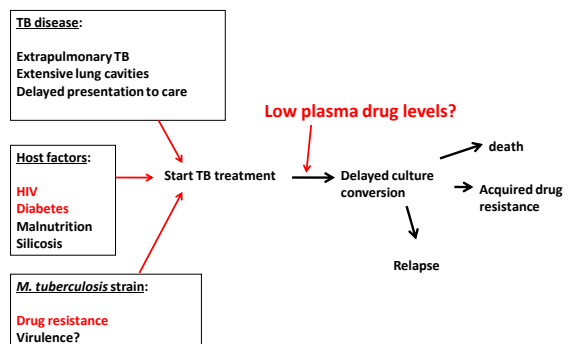 TB disease:
Extrapulmonary TB
Extensive lung cavities
Delayed presentation to care
Low plasma drug levels?
Host factors:
HIV
Diabetes
Malnutrition
Silicosis
Start TB treatment
Delayed culture
conversion
death
Acquired drug
resistance
Relapse
M. tuberculosis strain:
Drug resistance
Virulence?